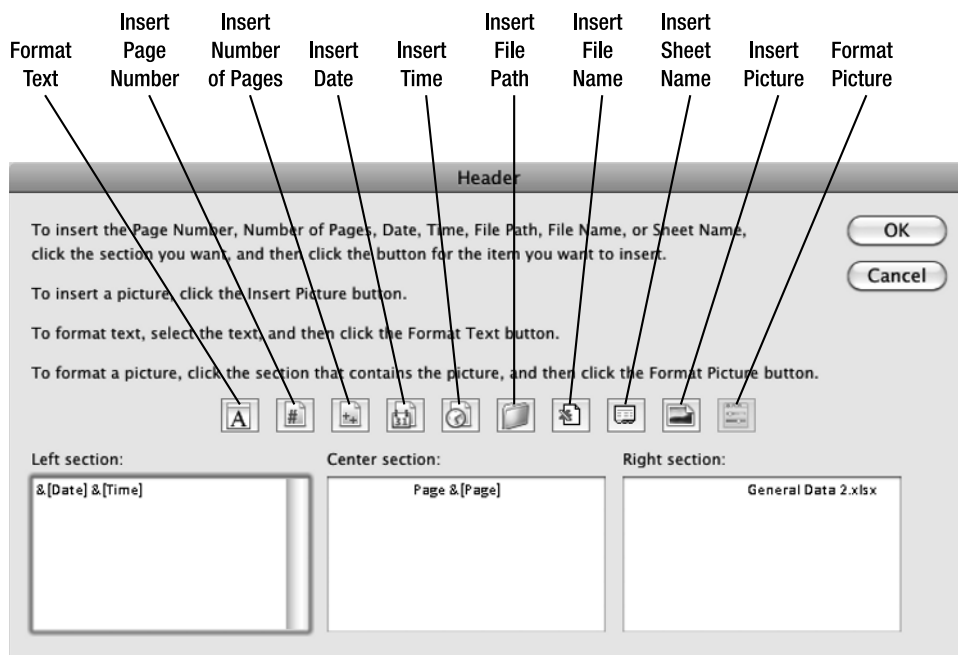 Format
Text
Insert
Page
Number
Insert
Number
of Pages
Insert
Date
Insert
Time
Insert
File
Path
Insert
File
Name
Insert
Sheet
Name
Insert
Picture
Format
Picture
Header
To insert the Page Number, Number of Pages, Date, Time, File Path, File Name, or Sheet Name,
click the section you want, and then click the button for the item you want to insert.
OK
Cancel
To insert a picture, click the Insert Picture button.
To format text, select the text, and then click the Format Text button.
To format a picture, click the section that contains the picture, and then click the Format Picture button.
A
#
Left section:
Center section:
Right section:
&[Date] &[Time]
Page &[Page]
General Data 2.xlsx